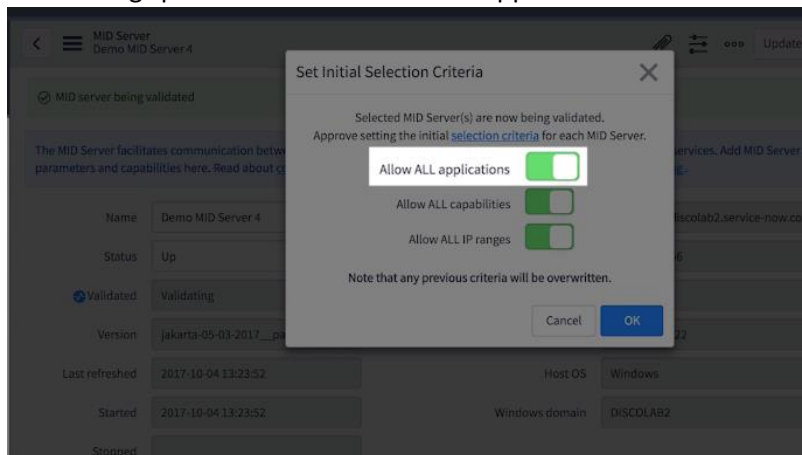 MID Server
Demo MID Server 4
Update
MID server being validated
Set Initial Selection Criteria
Selected MID Server(s) are now being validated.
Approve setting the initial selection criteria for each MID Server.
Allow ALL applications
Allow ALL capabilities
Allow ALL IP ranges
Note that any previous criteria will be overwritten.
Cancel
OK
The MID Server facilitates communication betw
services. Add MID Server
parameters and capabilities here. Read about
Name
Demo MID Server 4
discolab2.service-now.co
Status
Up
Validated
Validating
Version
jakarta-05-03-2017__pa
22
Last refreshed
2017-10-04 13:23:52
Host OS
Windows
Started
2017-10-04 13:23:52
Windows domain
DISCOLAB2
Stopped